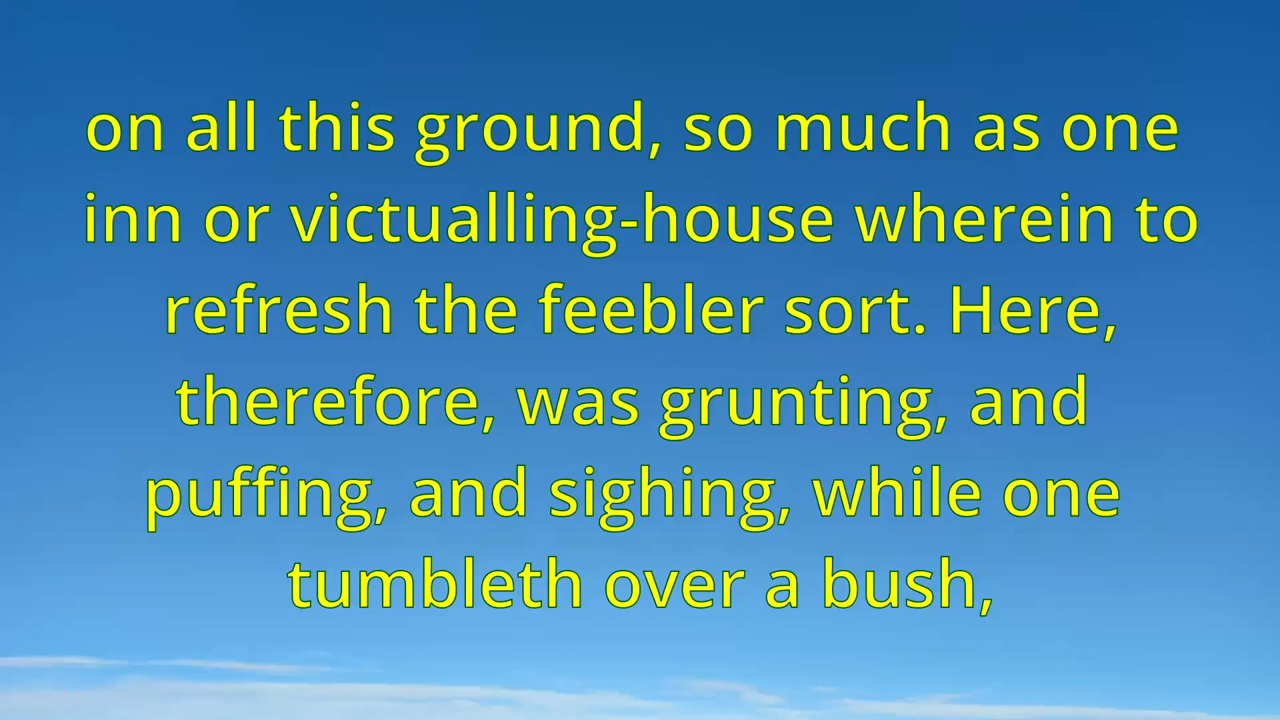 on all this ground, so much as one
inn or victualling-house wherein to
refresh the feebler sort. Here,
therefore, was grunting, and
puffing, and sighing, while one
tumbleth over a bush,